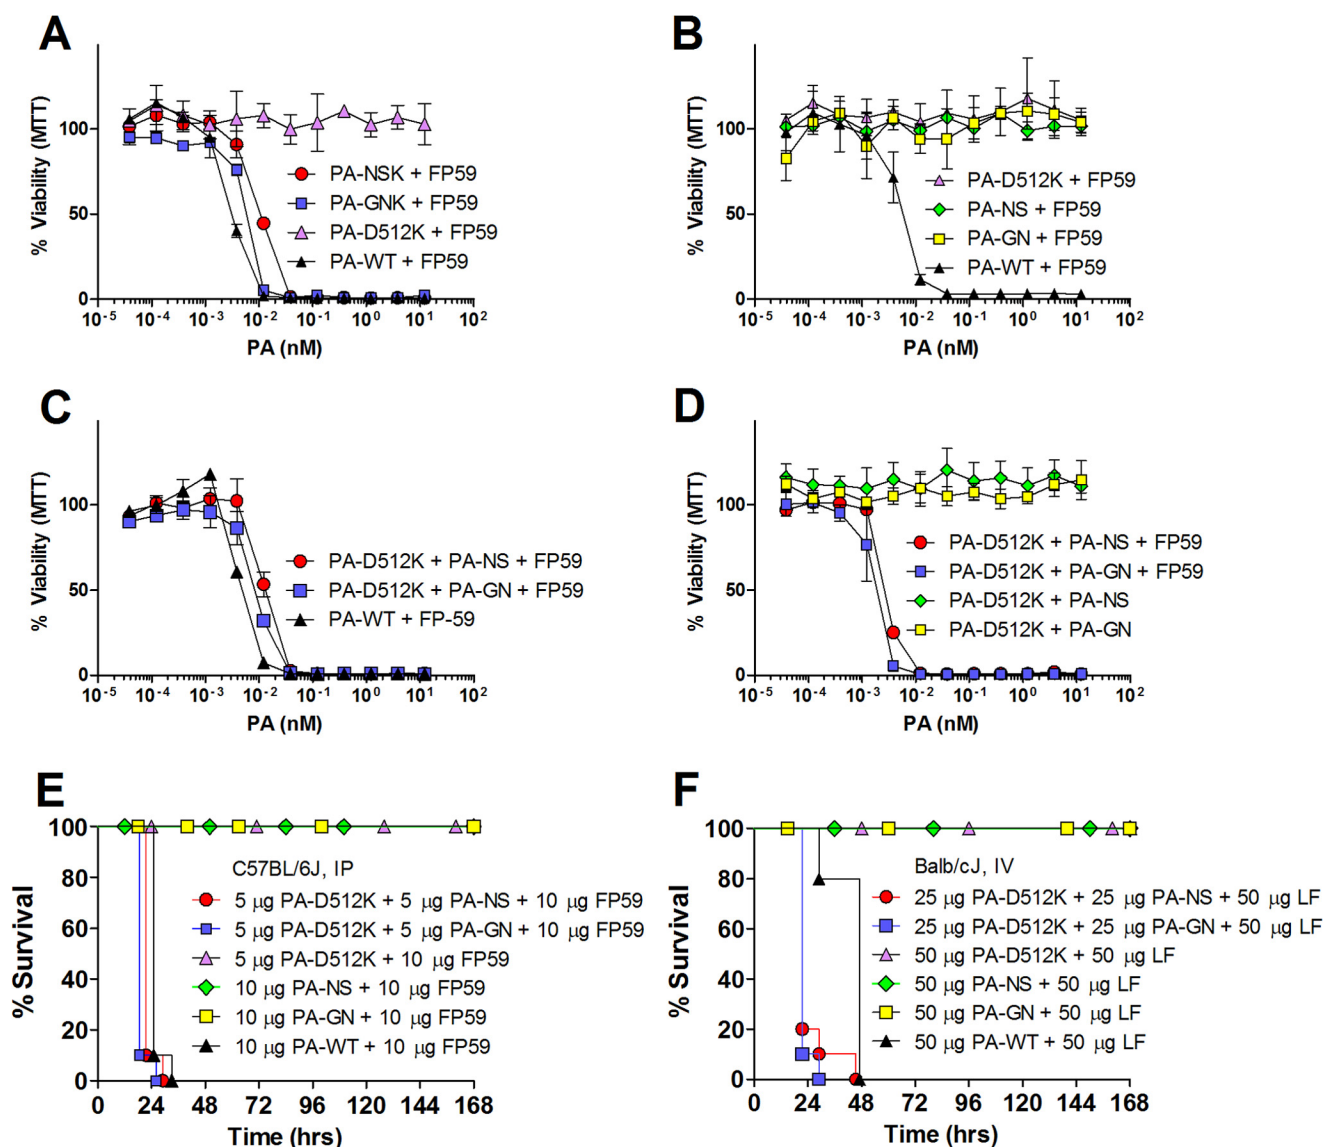 A
% Viability (MTT)
100
50
0
PA-NSK + FP59
PA-GNK + FP59
PA-D512K + FP59
PA-WT + FP59
10-5 10-4 10-3 10-2 10-1 100 101 102
PA (nM)
B
% Viability (MTT)
100
50
0
PA-D512K + FP59
PA-NS + FP59
PA-GN + FP59
PA-WT + FP59
10-5 10-4 10-3 10-2 10-1 100 101 102
PA (nM)
C
% Viability (MTT)
100
50
0
PA-D512K + PA-NS + FP59
PA-D512K + PA-GN + FP59
PA-WT + FP-59
10-5 10-4 10-3 10-2 10-1 100 101 102
PA (nM)
D
% Viability (MTT)
100
50
0
PA-D512K + PA-NS + FP59
PA-D512K + PA-GN + FP59
PA-D512K + PA-NS
PA-D512K + PA-GN
10-5 10-4 10-3 10-2 10-1 100 101 102
PA (nM)
E
% Survival
100
80
60
40
20
0
C57BL/6J, IP
5 μg PA-D512K + 5 μg PA-NS + 10 μg FP59
5 μg PA-D512K + 5 μg PA-GN + 10 μg FP59
5 μg PA-D512K + 10 μg FP59
10 μg PA-NS + 10 μg FP59
10 μg PA-GN + 10 μg FP59
10 μg PA-WT + 10 μg FP59
0 24 48 72 96 120 144 168
Time (hrs)
F
% Survival
100
80
60
40
20
0
Balb/cJ, IV
25 μg PA-D512K + 25 μg PA-NS + 50 μg LF
25 μg PA-D512K + 25 μg PA-GN + 50 μg LF
50 μg PA-D512K + 50 μg LF
50 μg PA-NS + 50 μg LF
50 μg PA-GN + 50 μg LF
50 μg PA-WT + 50 μg LF
0 24 48 72 96 120 144 168
Time (hrs)